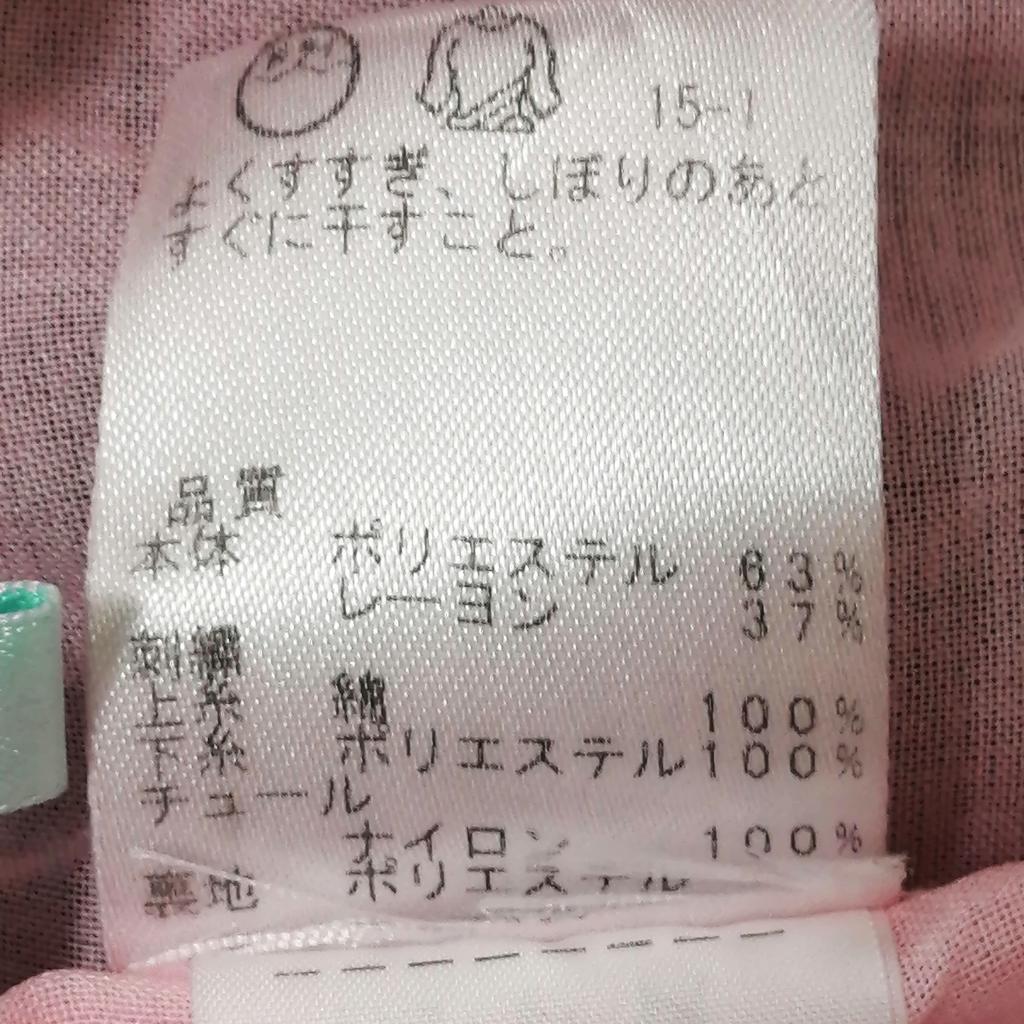 15-1
よくすすぎ、しぼりのあと
すぐに干すこと。
品質
本体 ポリエステル 63%
レーヨン 37%
刺繍
上糸 綿 100%
下糸 ポリエステル 100%
チュール
ナイロン 100%
裏地 ポリエステル